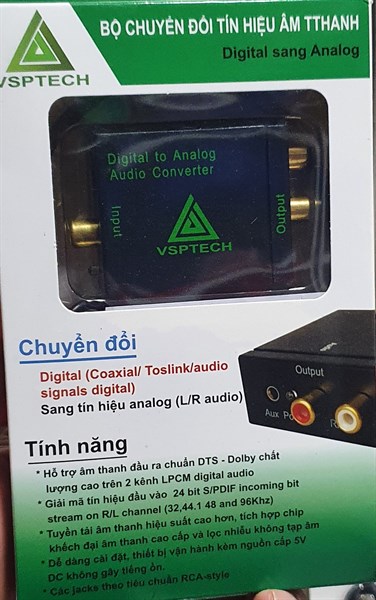 VSPTECH
BỘ CHUYỂN ĐỔI TÍN HIỆU ÂM TTHANH
Digital sang Analog
Digital to Analog
Audio Converter
Input
Output
VSPTECH
Chuyển đổi
Digital (Coaxial/ Toslink/audio
signals digital)
Sang tín hiệu analog (L/R audio)
Output
Aux
R
Tính năng
* Hỗ trợ âm thanh đầu ra chuẩn DTS - Dolby chất
lượng cao trên 2 kênh LPCM digital audio
* Giải mã tín hiệu đầu vào 24 bit S/PDIF incoming bit
stream on R/L channel (32,44.1 48 and 96Khz)
* Tuyền tải âm thanh hiệu suất cao hơn, tích hợp chip
khếch đại âm thanh cao cấp và lọc nhiễu không tạp âm
* Dễ dàng cài đặt, thiết bị vận hành kèm nguồn cấp 5V
DC không gây tiếng ồn.
* Các jacke theo tiêu chuẩn RCA-style